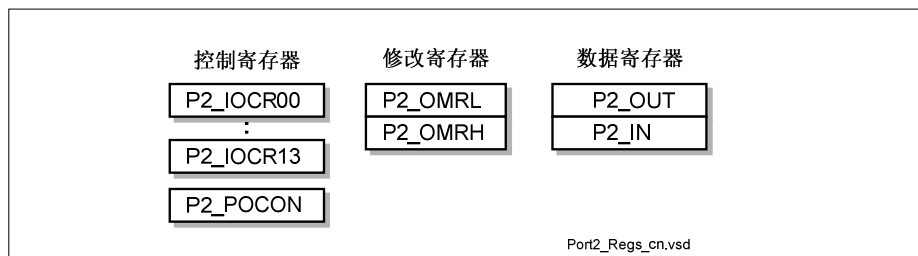 控制寄存器
P2_IOCR00
:
P2_IOCR13
P2_POCON
修改寄存器
P2_OMRL
P2_OMRH
数据寄存器
P2_OUT
P2_IN
Port2_Regs_cn.vsd